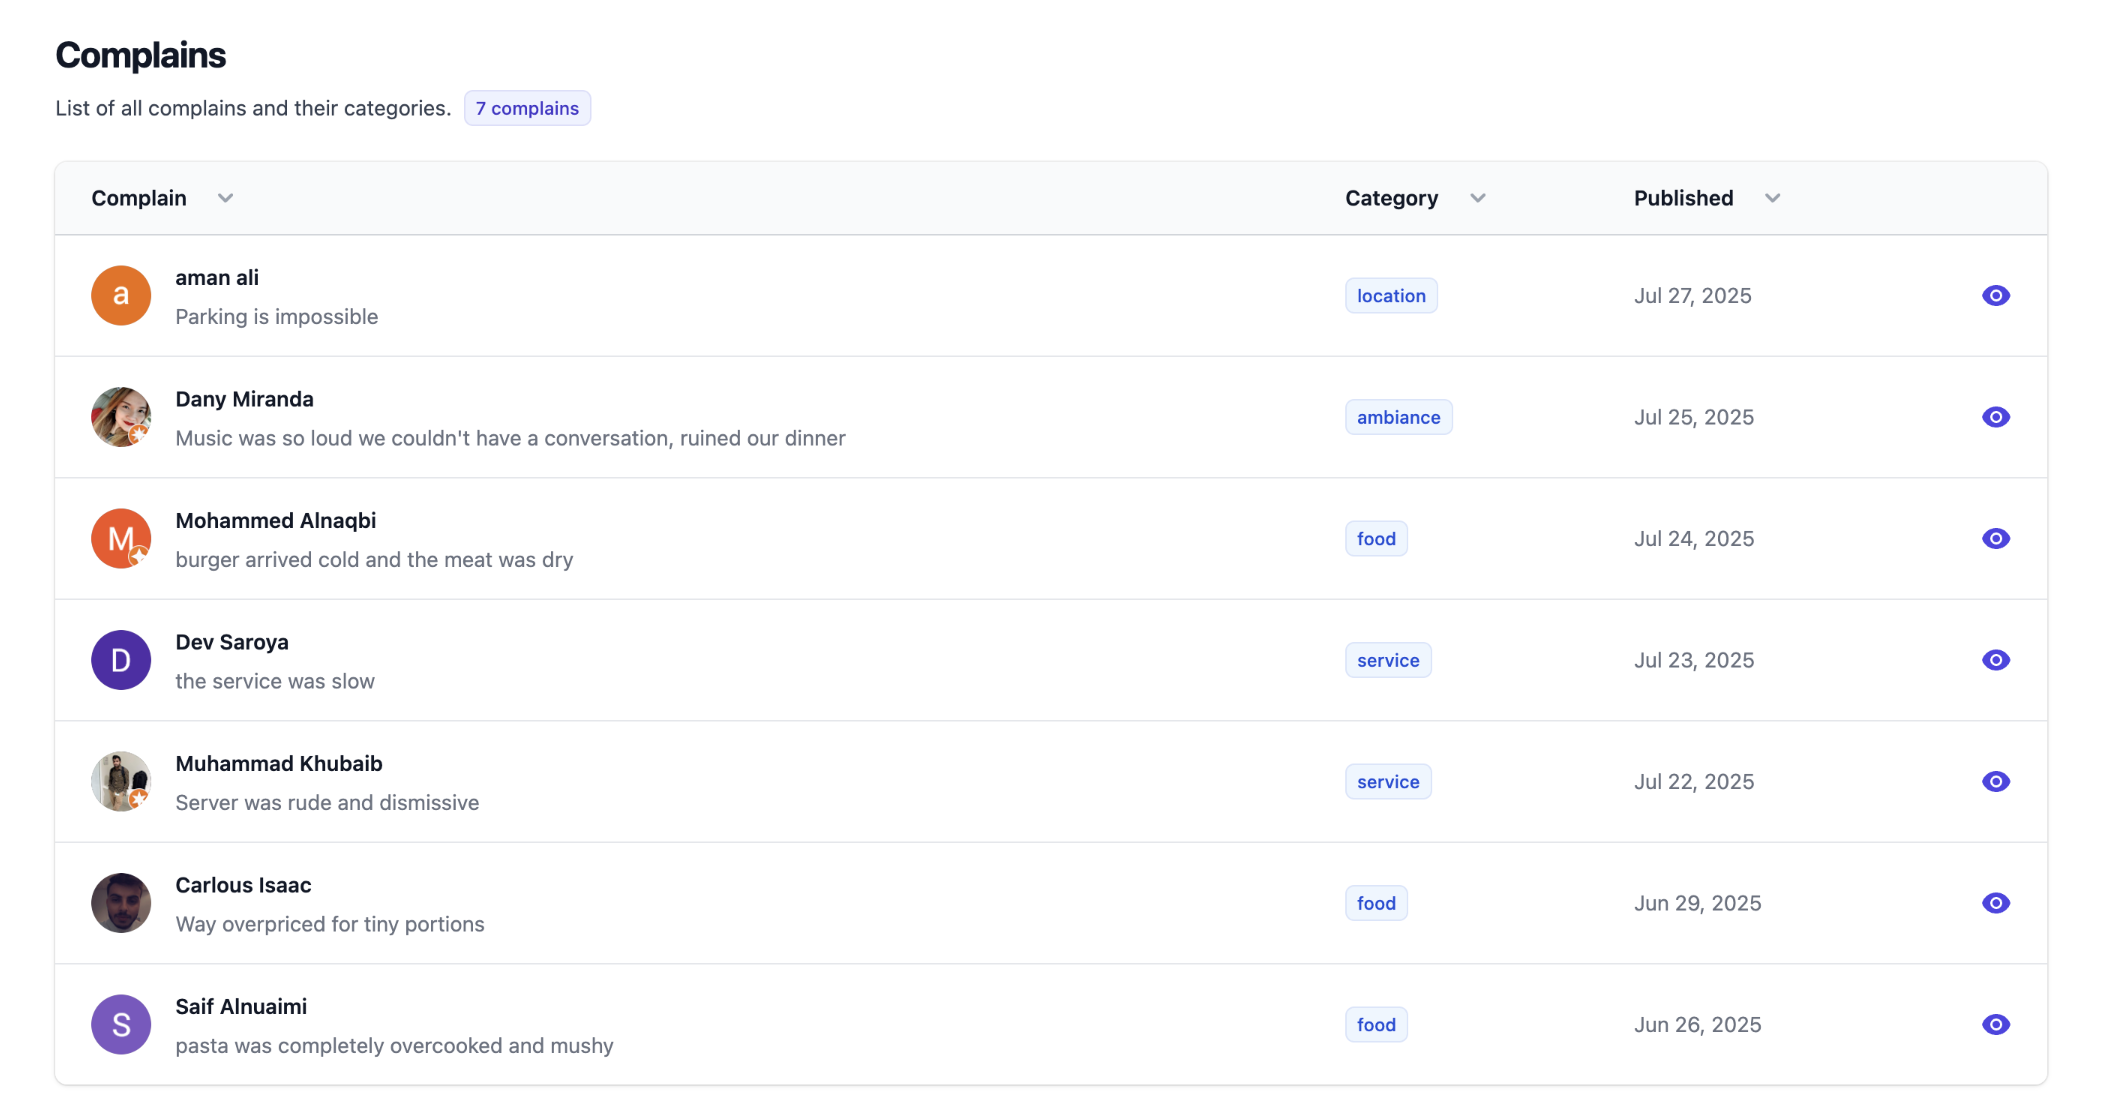 Complains
List of all complains and their categories. 7 complains
Complain Category Published
a
aman ali
Parking is impossible
location
Jul 27, 2025
Dany Miranda
Music was so loud we couldn't have a conversation, ruined our dinner
ambiance
Jul 25, 2025
M
Mohammed Alnaqbi
burger arrived cold and the meat was dry
food
Jul 24, 2025
D
Dev Saroya
the service was slow
service
Jul 23, 2025
Muhammad Khubaib
Server was rude and dismissive
service
Jul 22, 2025
Carlous Isaac
Way overpriced for tiny portions
food
Jun 29, 2025
S
Saif Alnuaimi
pasta was completely overcooked and mushy
food
Jun 26, 2025